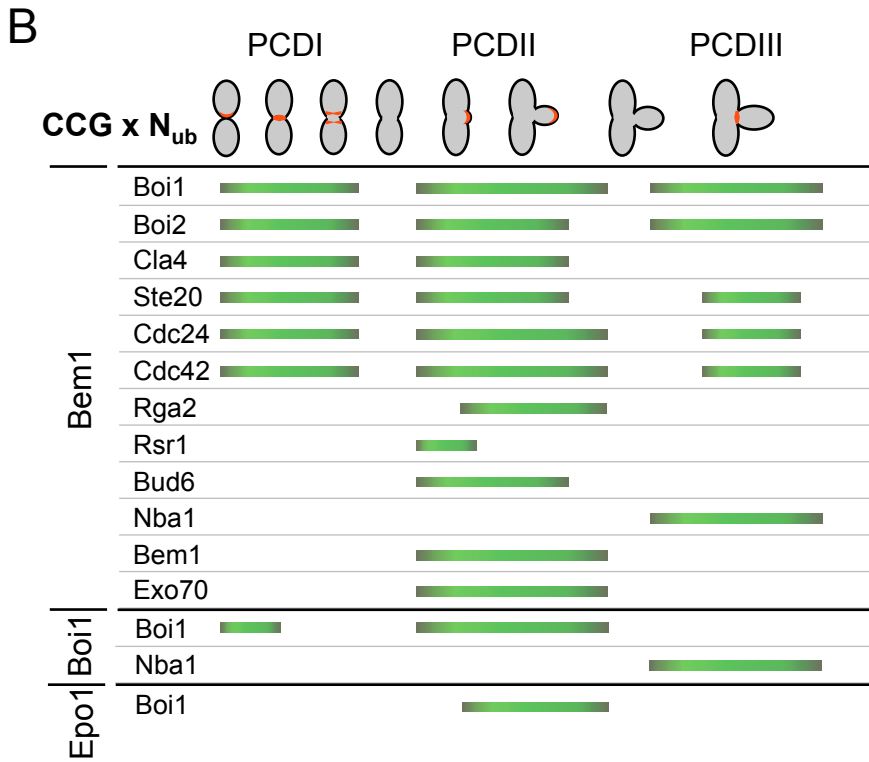 B
PCDI PCDII PCDIII
CCG x Nub
Bem1
Boi1
Boi2
Cla4
Ste20
Cdc24
Cdc42
Rga2
Rsr1
Bud6
Nba1
Bem1
Exo70
Boi1
Boi1
Nba1
Epo1
Boi1